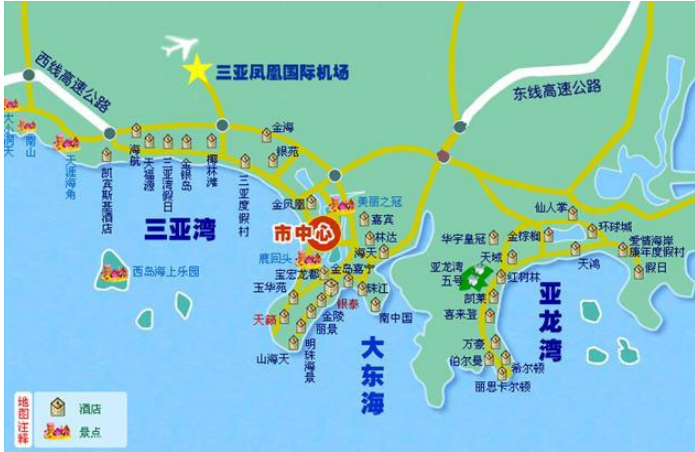 三亚凤凰国际机场
西线高速公路
东线高速公路
大小洞天
南山
天涯海角
凯宾斯基酒店
海航
天福源
三亚湾假日
金银岛
椰林滩
三亚度假村
金海
银苑
三亚湾
金凤凰
美丽之冠
嘉宾
林达
海天
市中心
鹿回头
西岛海上乐园
宝宏龙都
金岛嘉宁
玉华苑
银泰
珠江
南中国
天籁
金陵
丽景
明珠海景
山海天
大东海
仙人掌
华宇皇冠
金棕榈
环球城
爱情海岸
康年度假村
假日
天鸿
天域
亚龙湾
五号
红树林
凯莱
喜来登
万豪
伯尔曼
希尔顿
丽思卡尔顿
亚龙湾
地图注释
酒店
景点